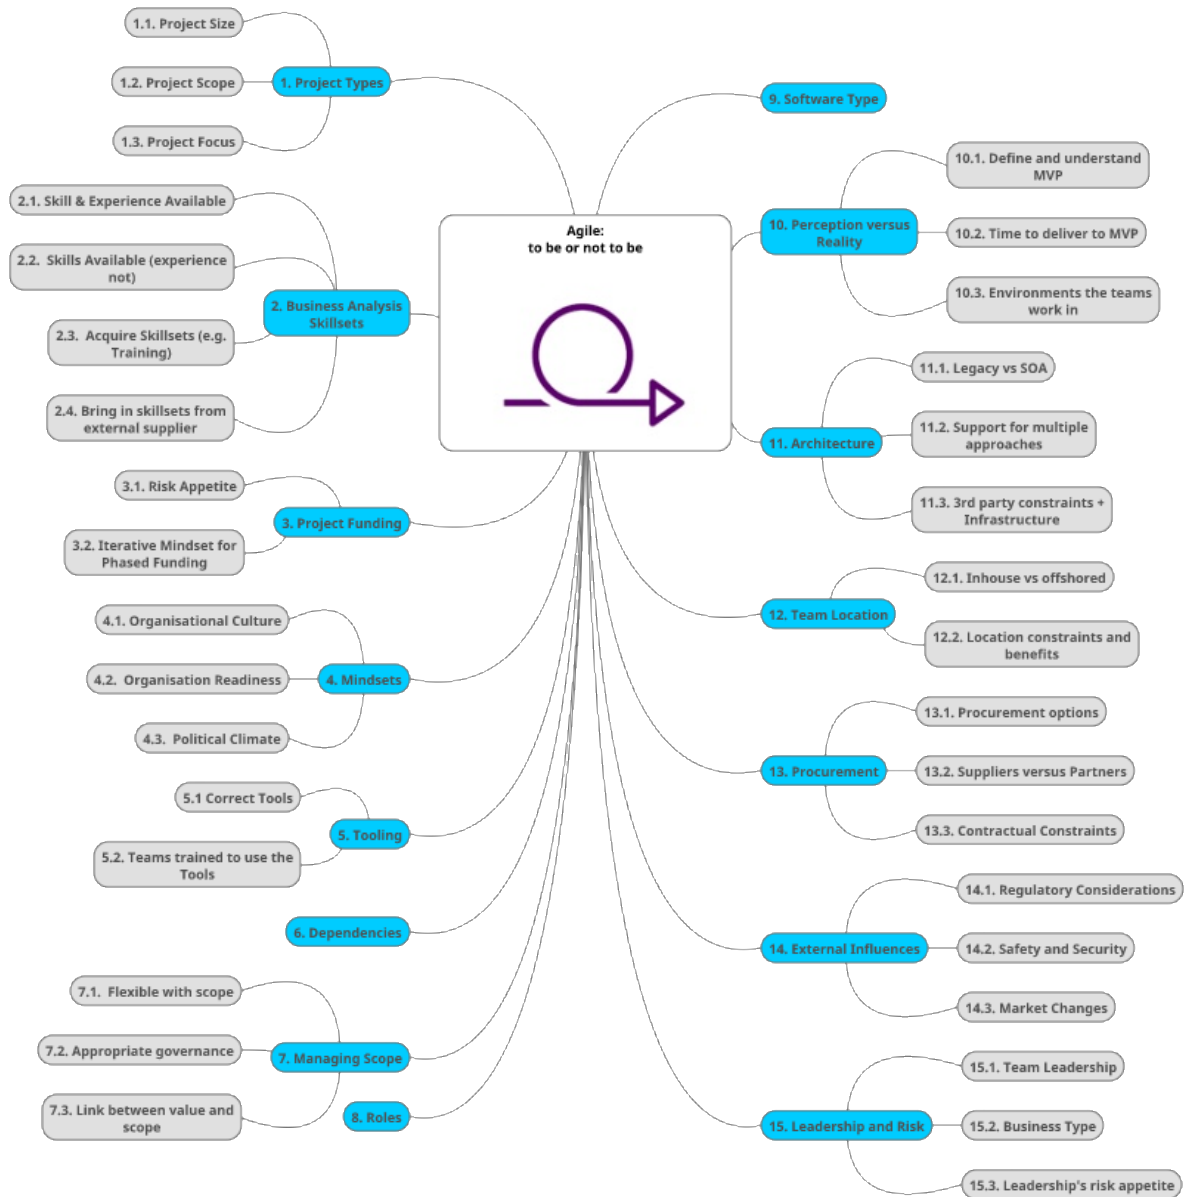 Agile:
to be or not to be
1. Project Types
1.1. Project Size
1.2. Project Scope
1.3. Project Focus
2. Business Analysis
Skillsets
2.1. Skill & Experience Available
2.2.  Skills Available (experience
not)
2.3.  Acquire Skillsets (e.g.
Training)
2.4. Bring in skillsets from
external supplier
3. Project Funding
3.1. Risk Appetite
3.2. Iterative Mindset for
Phased Funding
4. Mindsets
4.1. Organisational Culture
4.2.  Organisation Readiness
4.3.  Political Climate
5. Tooling
5.1 Correct Tools
5.2. Teams trained to use the
Tools
6. Dependencies
7. Managing Scope
7.1.  Flexible with scope
7.2. Appropriate governance
7.3. Link between value and
scope
8. Roles
9. Software Type
10. Perception versus
Reality
10.1. Define and understand
MVP
10.2. Time to deliver to MVP
10.3. Environments the teams
work in
11. Architecture
11.1. Legacy vs SOA
11.2. Support for multiple
approaches
11.3. 3rd party constraints +
Infrastructure
12. Team Location
12.1. Inhouse vs offshored
12.2. Location constraints and
benefits
13. Procurement
13.1. Procurement options
13.2. Suppliers versus Partners
13.3. Contractual Constraints
14. External Influences
14.1. Regulatory Considerations
14.2. Safety and Security
14.3. Market Changes
15. Leadership and Risk
15.1. Team Leadership
15.2. Business Type
15.3. Leadership's risk appetite